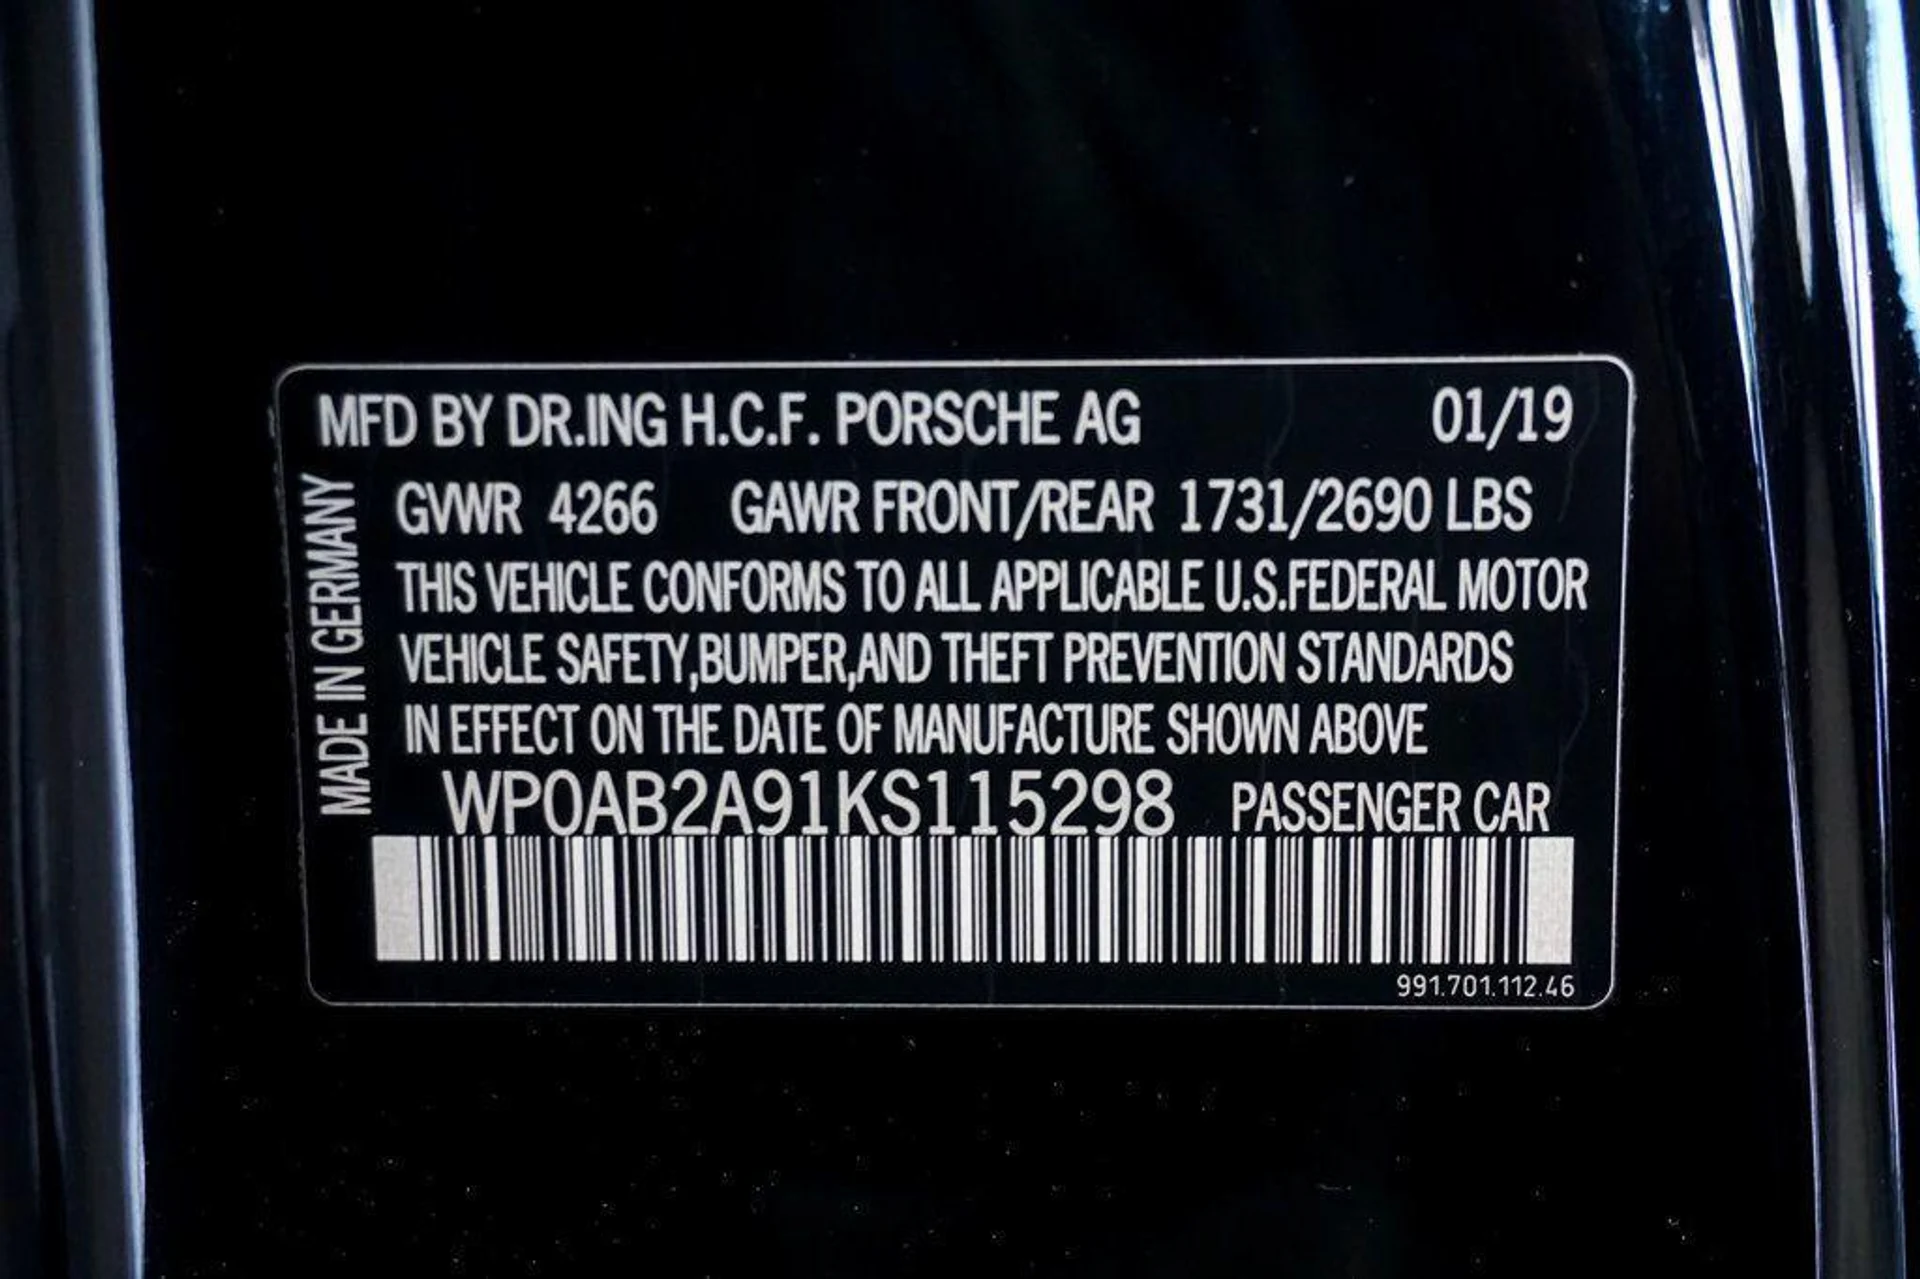 MFD BY DR.ING H.C.F. PORSCHE AG 01/19
MADE IN GERMANY
GVWR 4266 GAWR FRONT/REAR 1731/2690 LBS
THIS VEHICLE CONFORMS TO ALL APPLICABLE U.S.FEDERAL MOTOR
VEHICLE SAFETY,BUMPER,AND THEFT PREVENTION STANDARDS
IN EFFECT ON THE DATE OF MANUFACTURE SHOWN ABOVE
WP0AB2A91KS115298 PASSENGER CAR
991.701.112.46